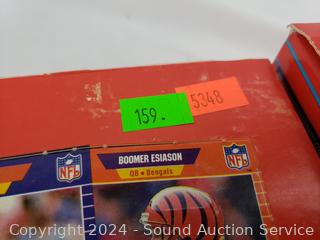 159.
5348
BOOMER ESIASON
QB • Bengals
NFL
NFL
Copyright 2024 - Sound Auction Service